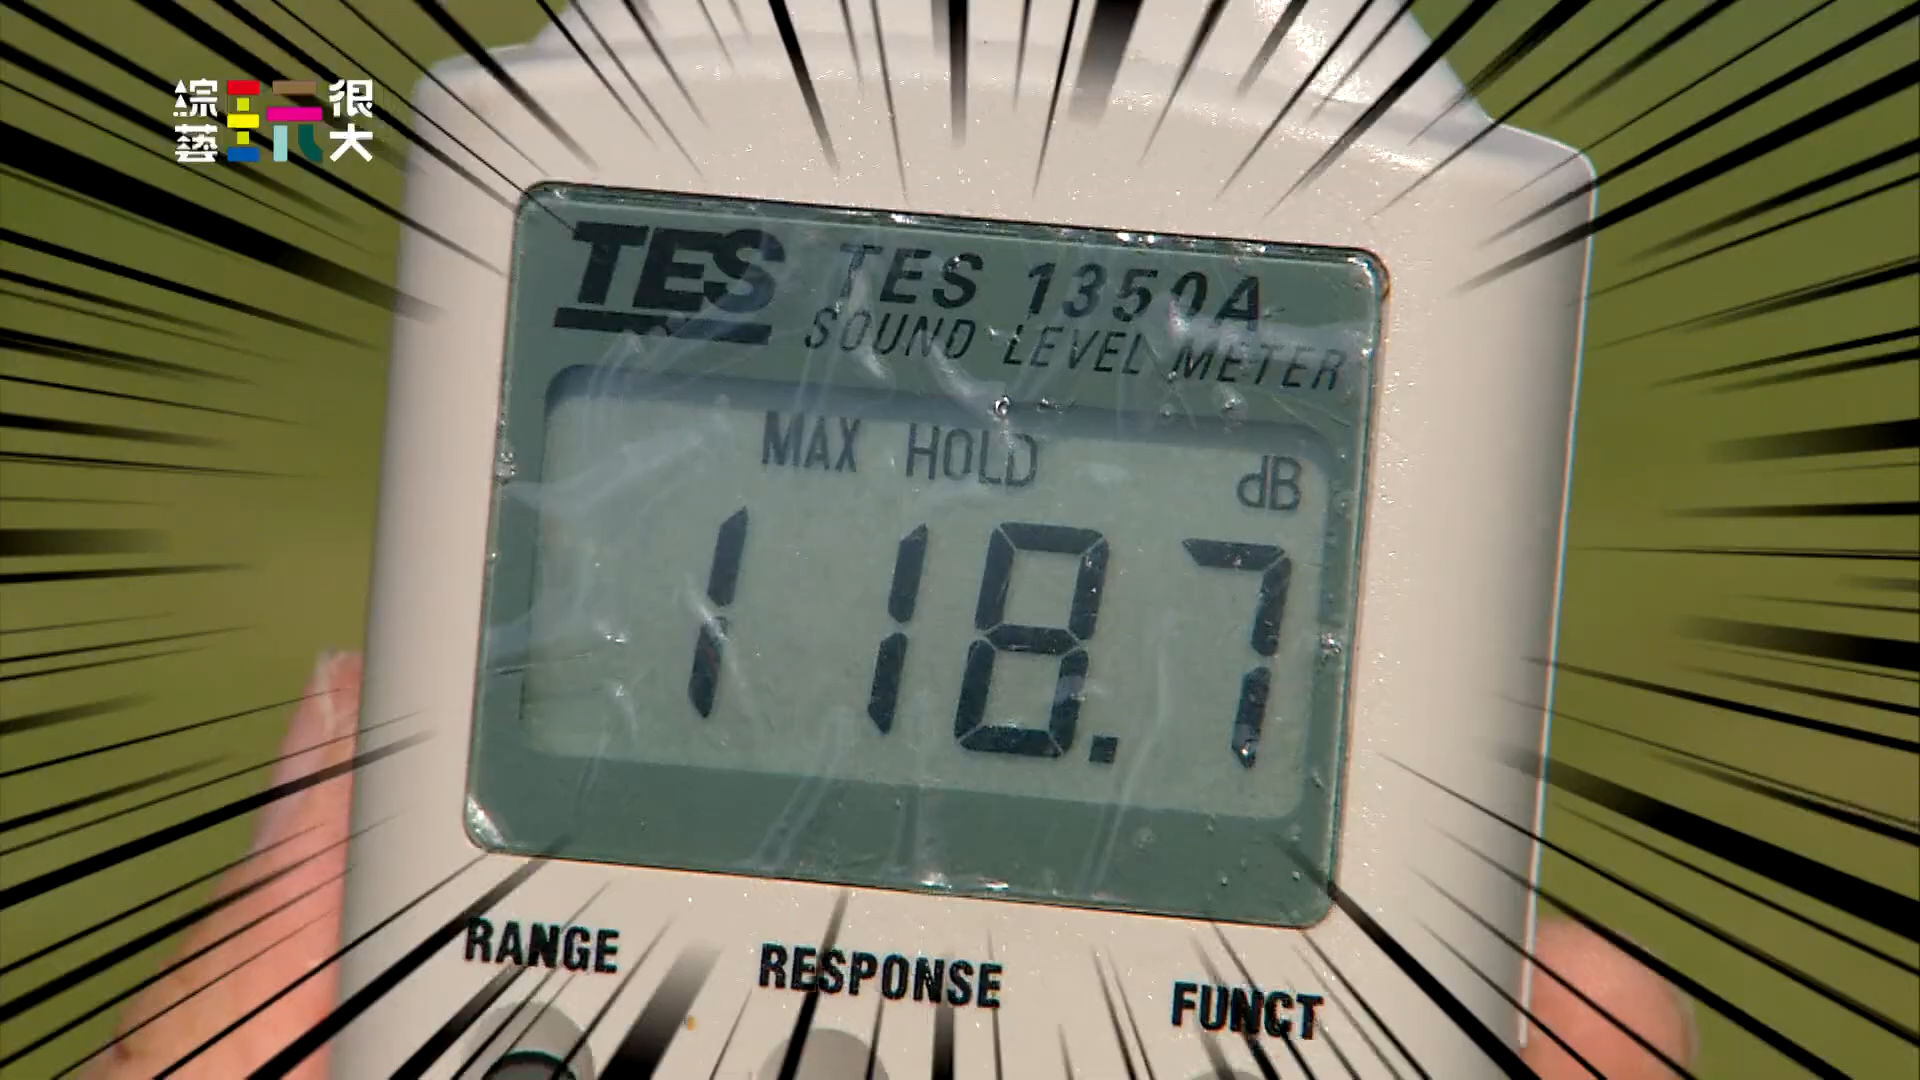 綜藝玩很大
TES
TES 1350A
SOUND LEVEL METER
MAX HOLD dB
118.7
RANGE RESPONSE FUNCT